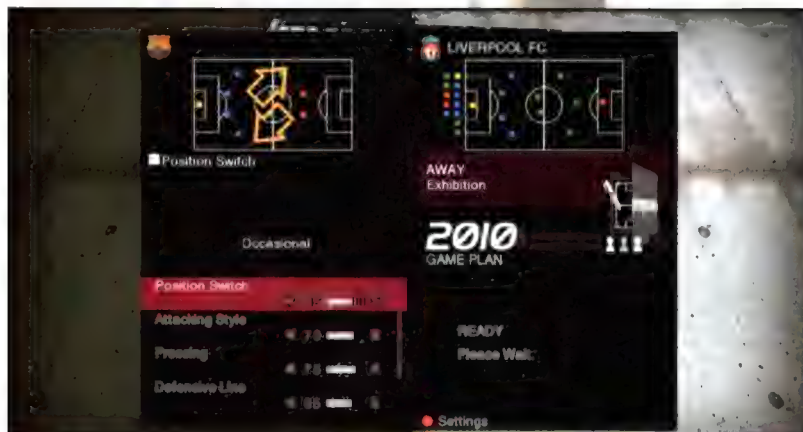 LIVERPOOL FC
Position Switch
AWAY
Exhibition
Occasional
2010
GAME PLAN
Position Switch
Attacking Style
Pressing
Defensive Line
READY
Please Wait
Settings